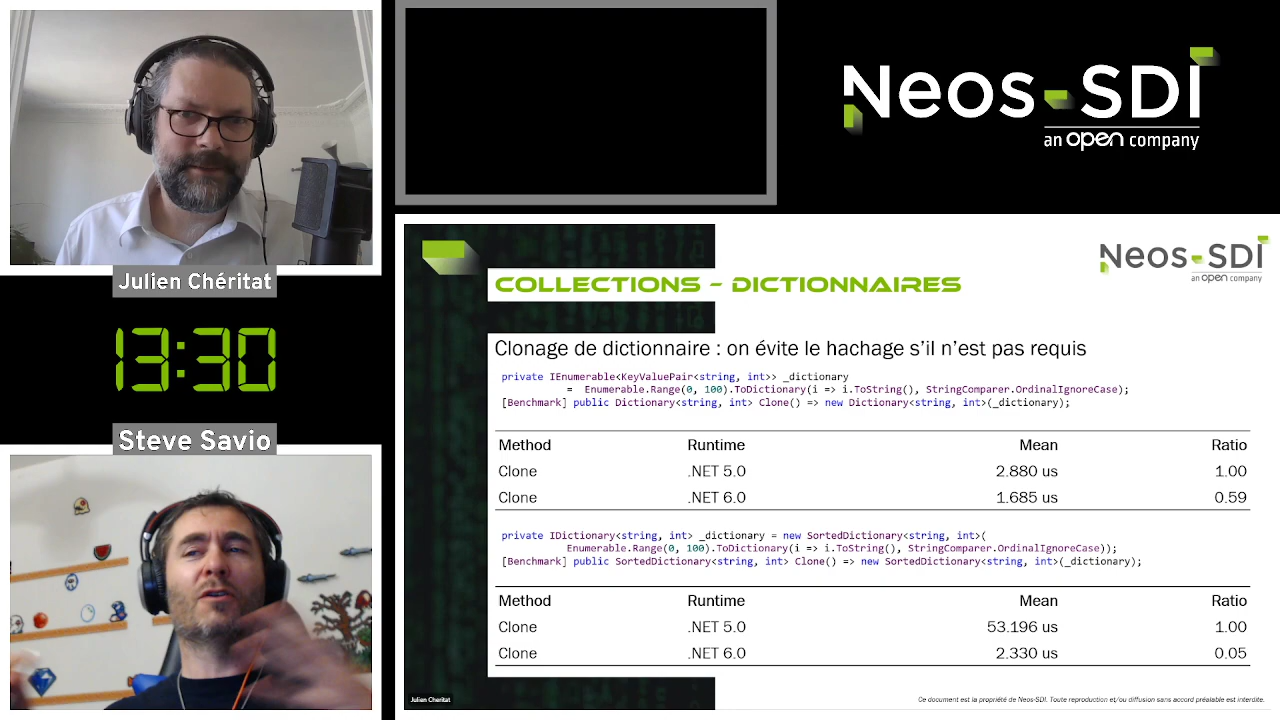 Neos-SDI
an open company
Julien Chéritat
13:30
Steve Savio
Neos-SDI
an open company
COLLECTIONS - DICTIONNAIRES
Clonage de dictionnaire : on évite le hachage s'il n'est pas requis
private IEnumerable<KeyValuePair<string, int>> _dictionary
= Enumerable.Range(0, 100).ToDictionary(i => i.ToString(), StringComparer.OrdinalIgnoreCase);
[Benchmark] public Dictionary<string, int> Clone() => new Dictionary<string, int>(_dictionary);
Method Runtime Mean Ratio
Clone .NET 5.0 2.880 us 1.00
Clone .NET 6.0 1.685 us 0.59
private IDictionary<string, int> _dictionary = new SortedDictionary<string, int>(
Enumerable.Range(0, 100).ToDictionary(i => i.ToString(), StringComparer.OrdinalIgnoreCase));
[Benchmark] public SortedDictionary<string, int> Clone() => new SortedDictionary<string, int>(_dictionary);
Method Runtime Mean Ratio
Clone .NET 5.0 53.196 us 1.00
Clone .NET 6.0 2.330 us 0.05
Julien Cheritat
Ce document est la propriété de Neos-SDI. Toute reproduction et/ou diffusion sans accord préalable est interdite.